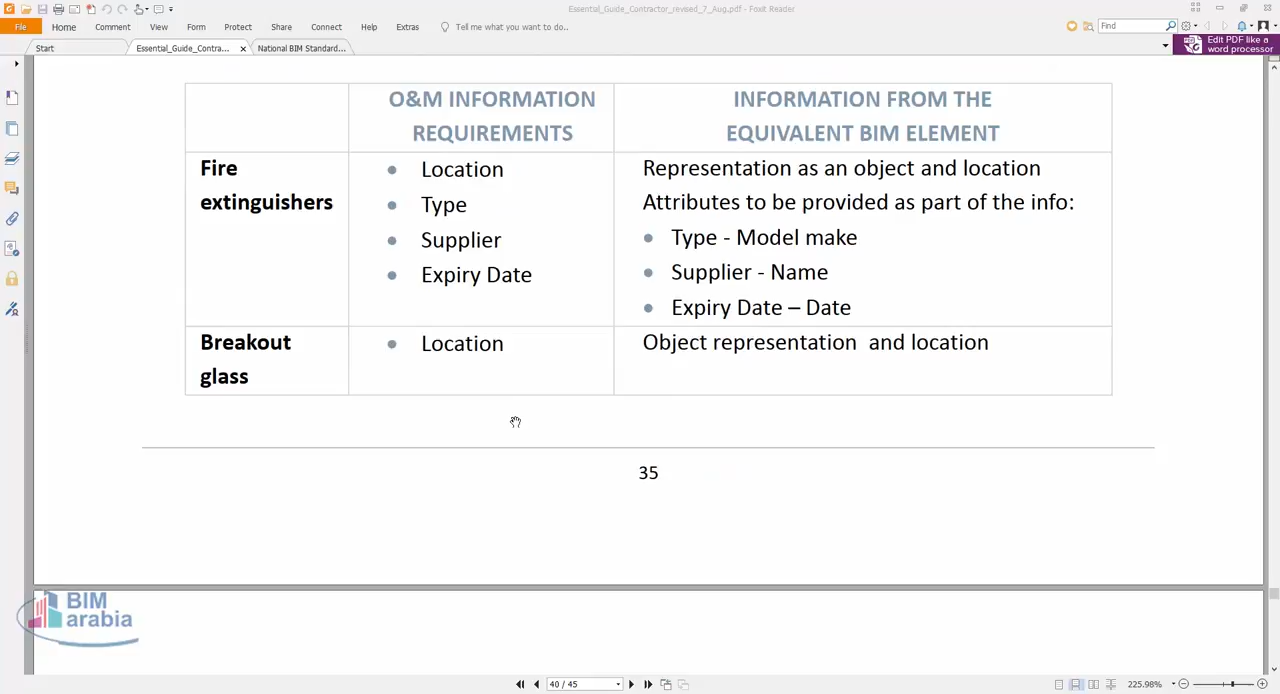 Essential_Guide_Contractor_revised_7_Aug.pdf - Foxit Reader
File Home Comment View Form Protect Share Connect Help Extras Tell me what you want to do.. Find
Edit PDF like a
word processor
Start Essential_Guide_Contra... National BIM Standard...
O&M INFORMATION
REQUIREMENTS
INFORMATION FROM THE
EQUIVALENT BIM ELEMENT
Fire
extinguishers
• Location
• Type
• Supplier
• Expiry Date
Representation as an object and location
Attributes to be provided as part of the info:
• Type - Model make
• Supplier - Name
• Expiry Date – Date
Breakout
glass
• Location
Object representation and location
35
BIM
arabia
40 / 45
225.98%